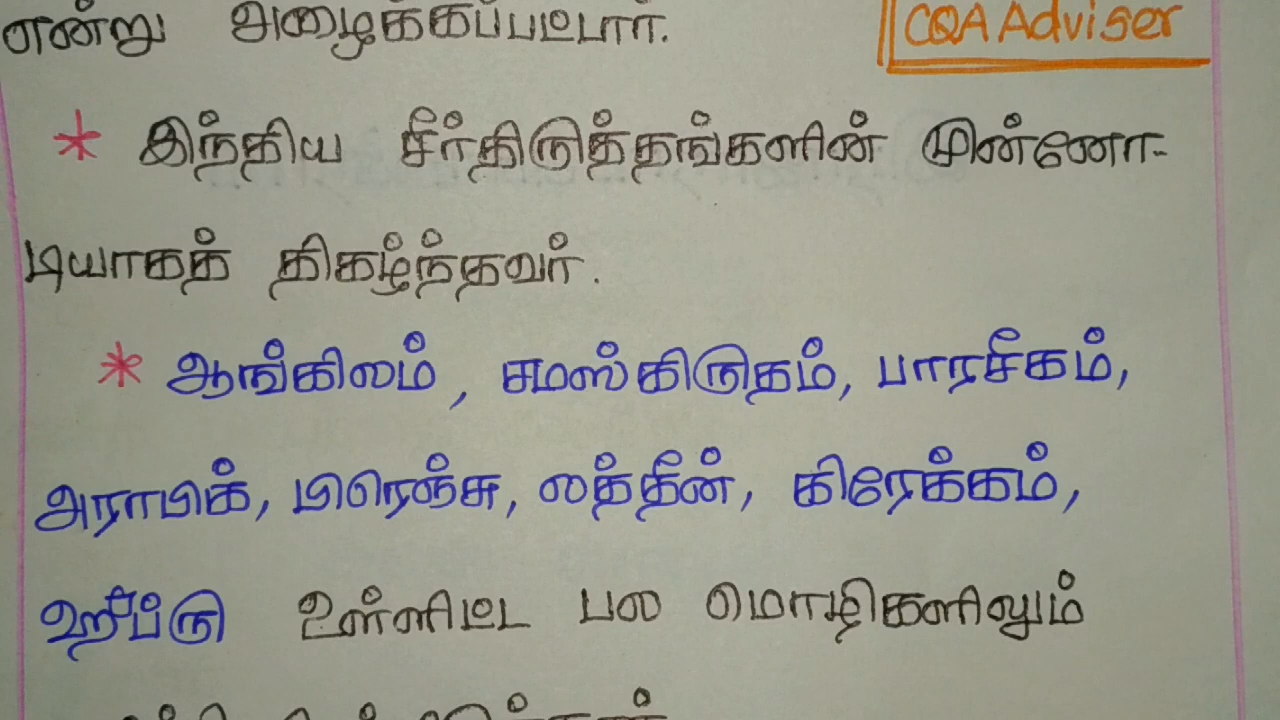 என்று அழைக்கப்பட்டார்.
CQA Adviser
* இந்திய சீர்திருத்தங்களின் முன்னோ-
டியாகத் திகழ்ந்தவர்.
* ஆங்கிலம், சமஸ்கிருதம், பாரசீகம்,
அராபிக், பிரெஞ்சு, லத்தீன், கிரேக்கம்,
ஹீப்ரு உள்ளிட்ட பல மொழிகளிலும்